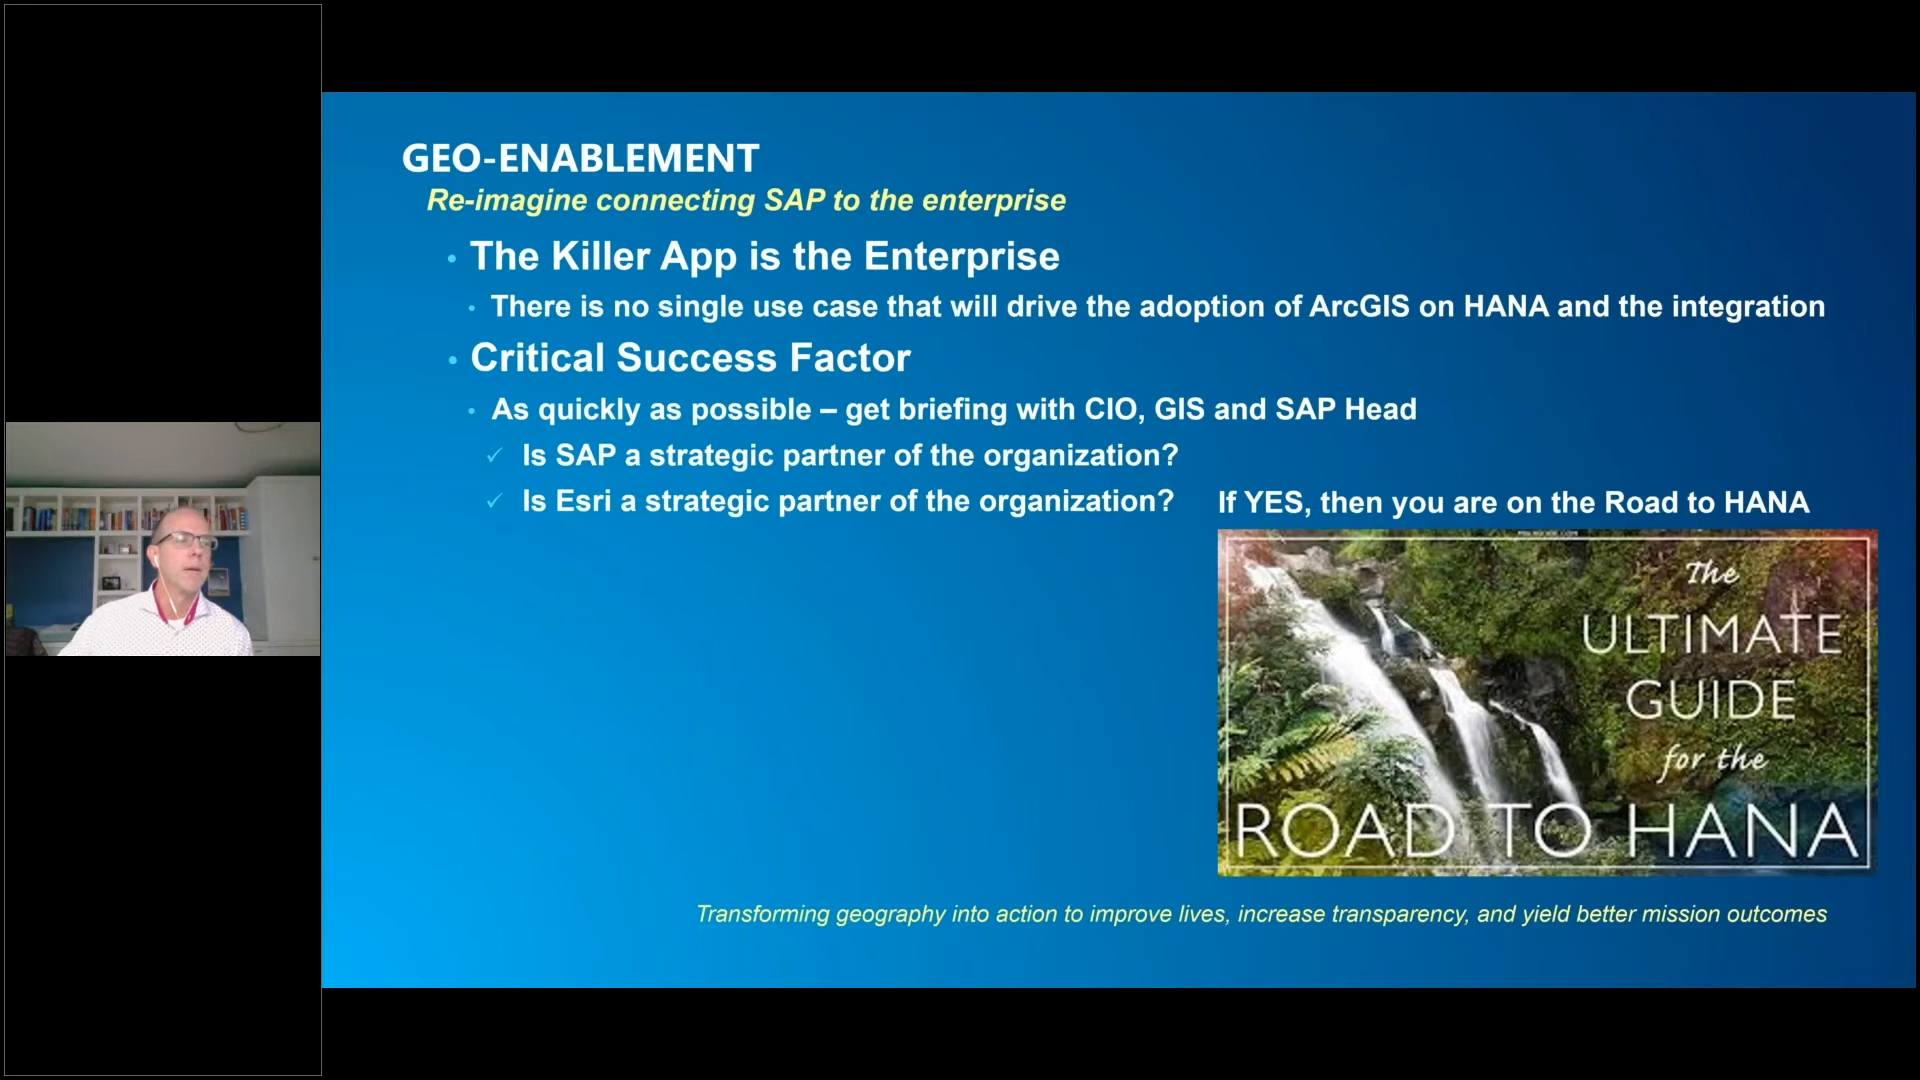 GEO-ENABLEMENT
Re-imagine connecting SAP to the enterprise
• The Killer App is the Enterprise
• There is no single use case that will drive the adoption of ArcGIS on HANA and the integration
• Critical Success Factor
• As quickly as possible – get briefing with CIO, GIS and SAP Head
✓ Is SAP a strategic partner of the organization?
✓ Is Esri a strategic partner of the organization?
If YES, then you are on the Road to HANA
The
ULTIMATE
GUIDE
for the
ROAD TO HANA
Transforming geography into action to improve lives, increase transparency, and yield better mission outcomes